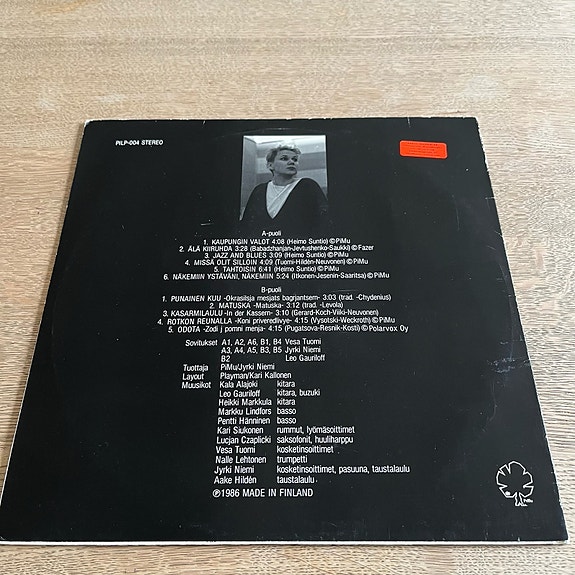 PILP-004 STEREO
A-puoli
1. KAUPUNGIN VALOT 4:08 (Heimo Suntio) ℗PiMu
2. ÄLÄ KIIRUHDA 3:28 (Babadzhanjan-Jevtushenko-Saukki) ©Fazer
3. JAZZ AND BLUES 3:09 (Heimo Suntio) ©PiMu
4. MISSÄ OLIT SILLOIN 4:09 (Tuomi-Hildén-Neuvonen) ©PiMu
5. TAHTOISIN 6:41 (Heimo Suntio) ©PiMu
6. NÄKEMIIN YSTÄVÄNI, NÄKEMIIN 5:24 (Itkonen-Jesenin-Saaritsa) ©PiMu
B-puoli
1. PUNAINEN KUU -Okrasilsja mesjats bagrjantsem- 3:03 (trad. -Chydenius)
2. MATUSKA -Matuska- 3:12 (trad. -Levola)
3. KASARMILAULU -In der Kassem- 3:10 (Gerard-Koch-Viiki-Neuvonen)
4. ROTKON REUNALLA -Koni priveredlivye- 4:15 (Vysotski-Weckroth) ©PiMu
5. ODOTA -Zodi j pomni menja- 4:15 (Pugatsova-Resnik-Kosti) ©Polarvox Oy
Sovitukset A1, A2, A6, B1, B4 Vesa Tuomi
A3, A4, A5, B3, B5 Jyrki Niemi
B2 Leo Gauriloff
Tuottaja PiMu/Jyrki Niemi
Layout Playman/Kari Kallonen
Muusikot Kala Alajoki kitara
Leo Gauriloff kitara, buzuki
Heikki Markkula kitara
Markku Lindfors basso
Pentti Hänninen basso
Kari Siukonen rummut, lyömäsoittimet
Lucjan Czaplicki saksofonit, huuliharppu
Vesa Tuomi kosketinsoittimet
Nalle Lehtonen trumpetti
Jyrki Niemi kosketinsoittimet, pasuuna, taustalaulu
Aake Hildén taustalaulu
℗1986 MADE IN FINLAND